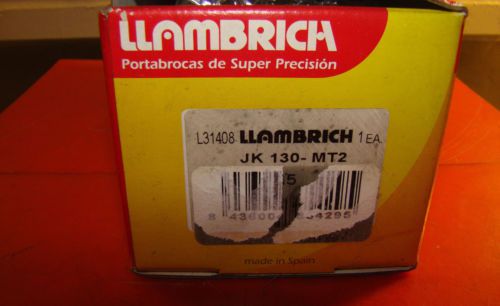 LLAMBRICH
Portabrocas de Super Precisión
L31408 LLAMBRICH 1 EA.
JK 130- MT2
made in Spain